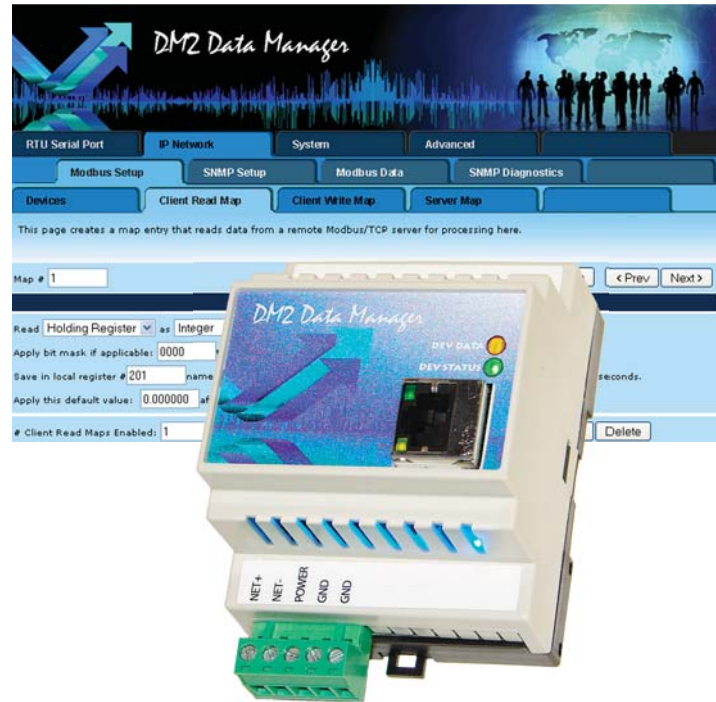 DM2 Data Manager
RTU Serial Port IP Network System Advanced
Modbus Setup SNMP Setup Modbus Data SNMP Diagnostics
Devices Client Read Map Client Write Map Server Map
This page creates a map entry that reads data from a remote Modbus/TCP server for processing here.
Map # 1 < Prev Next >
Read Holding Register as Integer
Apply bit mask if applicable: 0000
Save in local register # 201 name seconds.
Apply this default value: 0.000000 af
# Client Read Maps Enabled: 1 Delete
DM2 Data Manager
DEV DATA
DEV STATUS
NET+
NET-
POWER
GND
GND